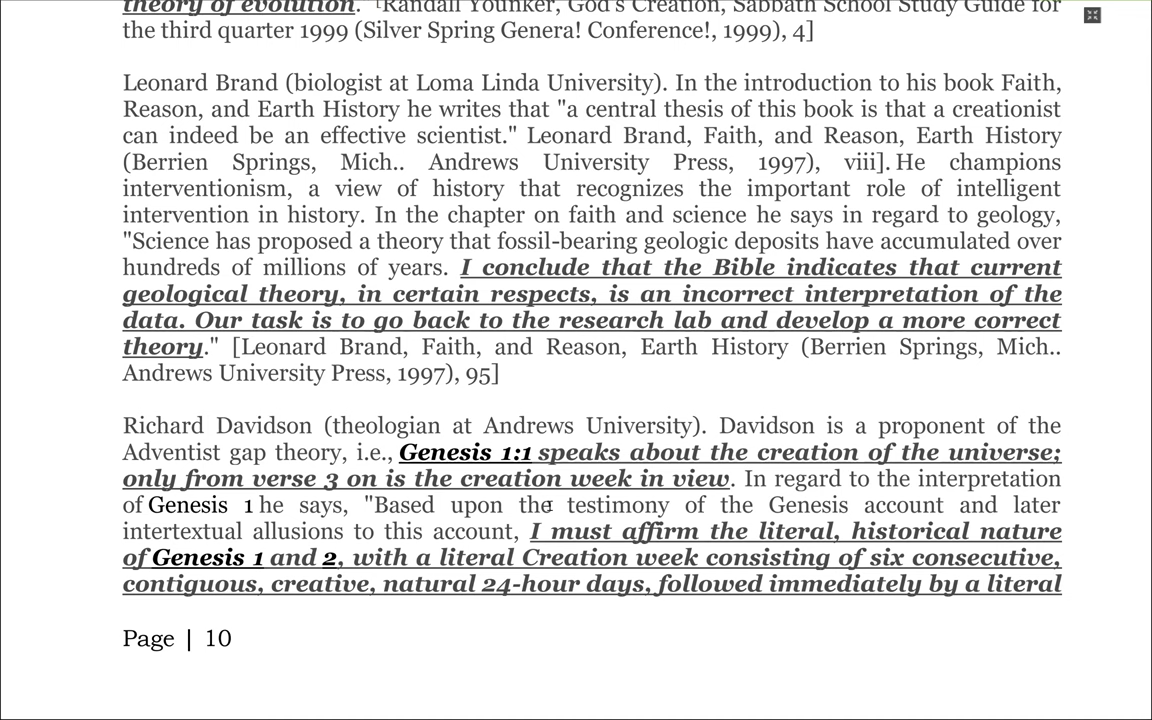 theory of evolution. [Randall Younker, God's Creation, Sabbath School Study Guide for
the third quarter 1999 (Silver Spring Genera! Conference!, 1999), 4]
Leonard Brand (biologist at Loma Linda University). In the introduction to his book Faith,
Reason, and Earth History he writes that "a central thesis of this book is that a creationist
can indeed be an effective scientist." Leonard Brand, Faith, and Reason, Earth History
(Berrien Springs, Mich.. Andrews University Press, 1997), viii]. He champions
interventionism, a view of history that recognizes the important role of intelligent
intervention in history. In the chapter on faith and science he says in regard to geology,
"Science has proposed a theory that fossil-bearing geologic deposits have accumulated over
hundreds of millions of years. I conclude that the Bible indicates that current
geological theory, in certain respects, is an incorrect interpretation of the
data. Our task is to go back to the research lab and develop a more correct
theory." [Leonard Brand, Faith, and Reason, Earth History (Berrien Springs, Mich..
Andrews University Press, 1997), 95]
Richard Davidson (theologian at Andrews University). Davidson is a proponent of the
Adventist gap theory, i.e., Genesis 1:1 speaks about the creation of the universe;
only from verse 3 on is the creation week in view. In regard to the interpretation
of Genesis 1 he says, "Based upon the testimony of the Genesis account and later
intertextual allusions to this account, I must affirm the literal, historical nature
of Genesis 1 and 2, with a literal Creation week consisting of six consecutive,
contiguous, creative, natural 24-hour days, followed immediately by a literal
Page | 10